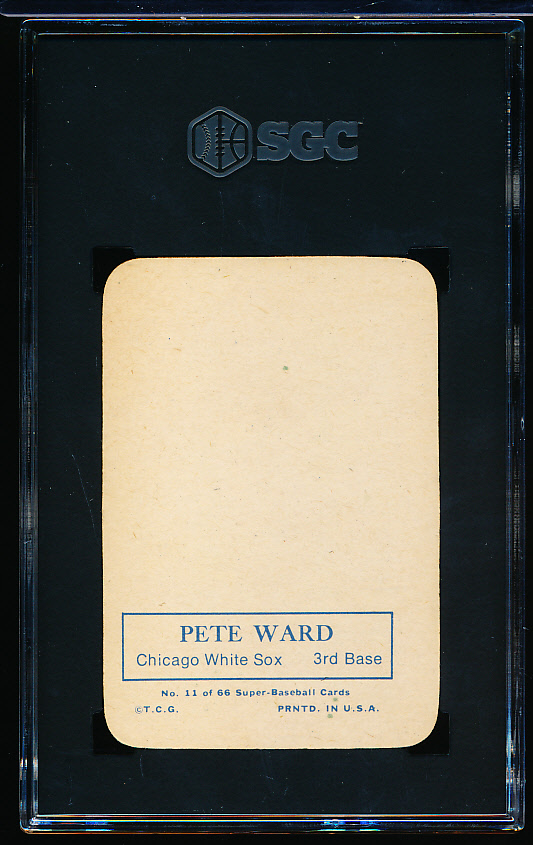 SGC
PETE WARD
Chicago White Sox 3rd Base
No. 11 of 66 Super-Baseball Cards
©T.C.G. PRNTD. IN U.S.A.